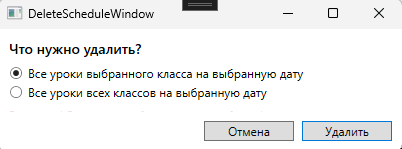 DeleteScheduleWindow
Что нужно удалить?
Все уроки выбранного класса на выбранную дату
Все уроки всех классов на выбранную дату
Отмена
Удалить